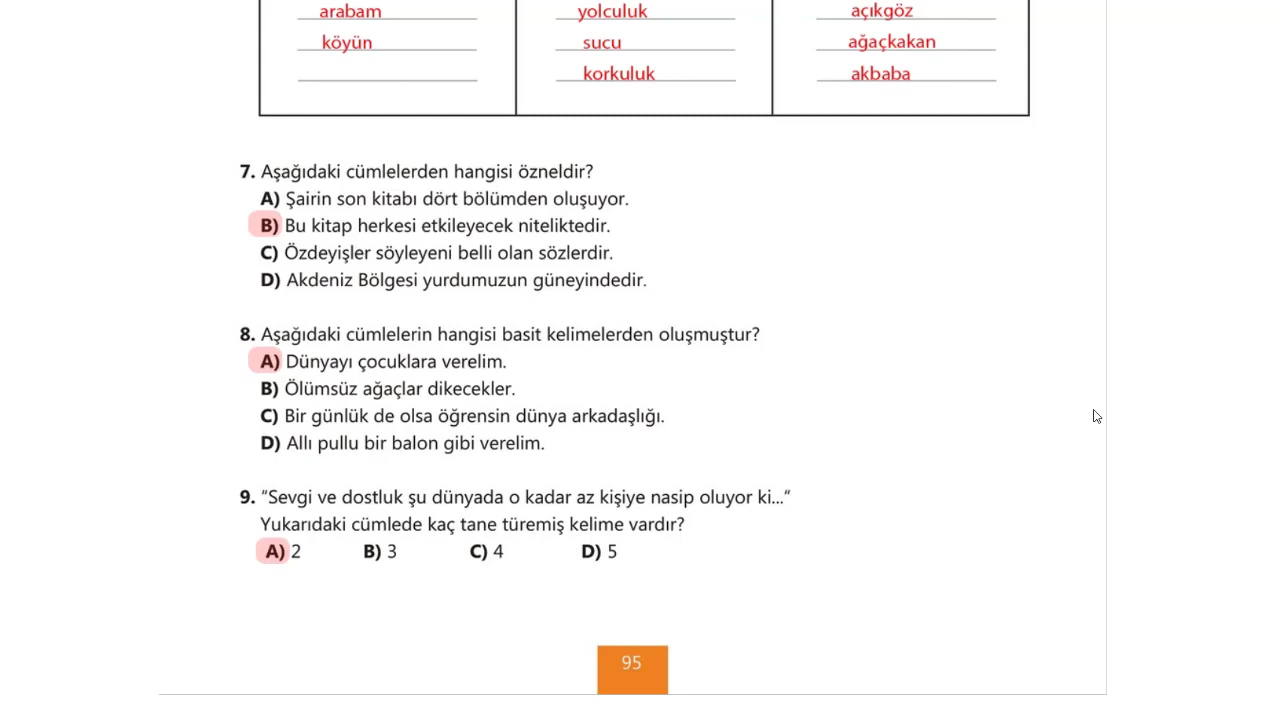 arabam yolculuk açıkgöz
köyün sucu ağaçkakan
korkuluk akbaba
7. Aşağıdaki cümlelerden hangisi özneldir?
A) Şairin son kitabı dört bölümden oluşuyor.
B) Bu kitap herkesi etkileyecek niteliktedir.
C) Özdeyişler söyleyeni belli olan sözlerdir.
D) Akdeniz Bölgesi yurdumuzun güneyindedir.
8. Aşağıdaki cümlelerin hangisi basit kelimelerden oluşmuştur?
A) Dünyayı çocuklara verelim.
B) Ölümsüz ağaçlar dikecekler.
C) Bir günlük de olsa öğrensin dünya arkadaşlığı.
D) Allı pullu bir balon gibi verelim.
9. “Sevgi ve dostluk şu dünyada o kadar az kişiye nasip oluyor ki...“
Yukarıdaki cümlede kaç tane türemiş kelime vardır?
A) 2 B) 3 C) 4 D) 5
95